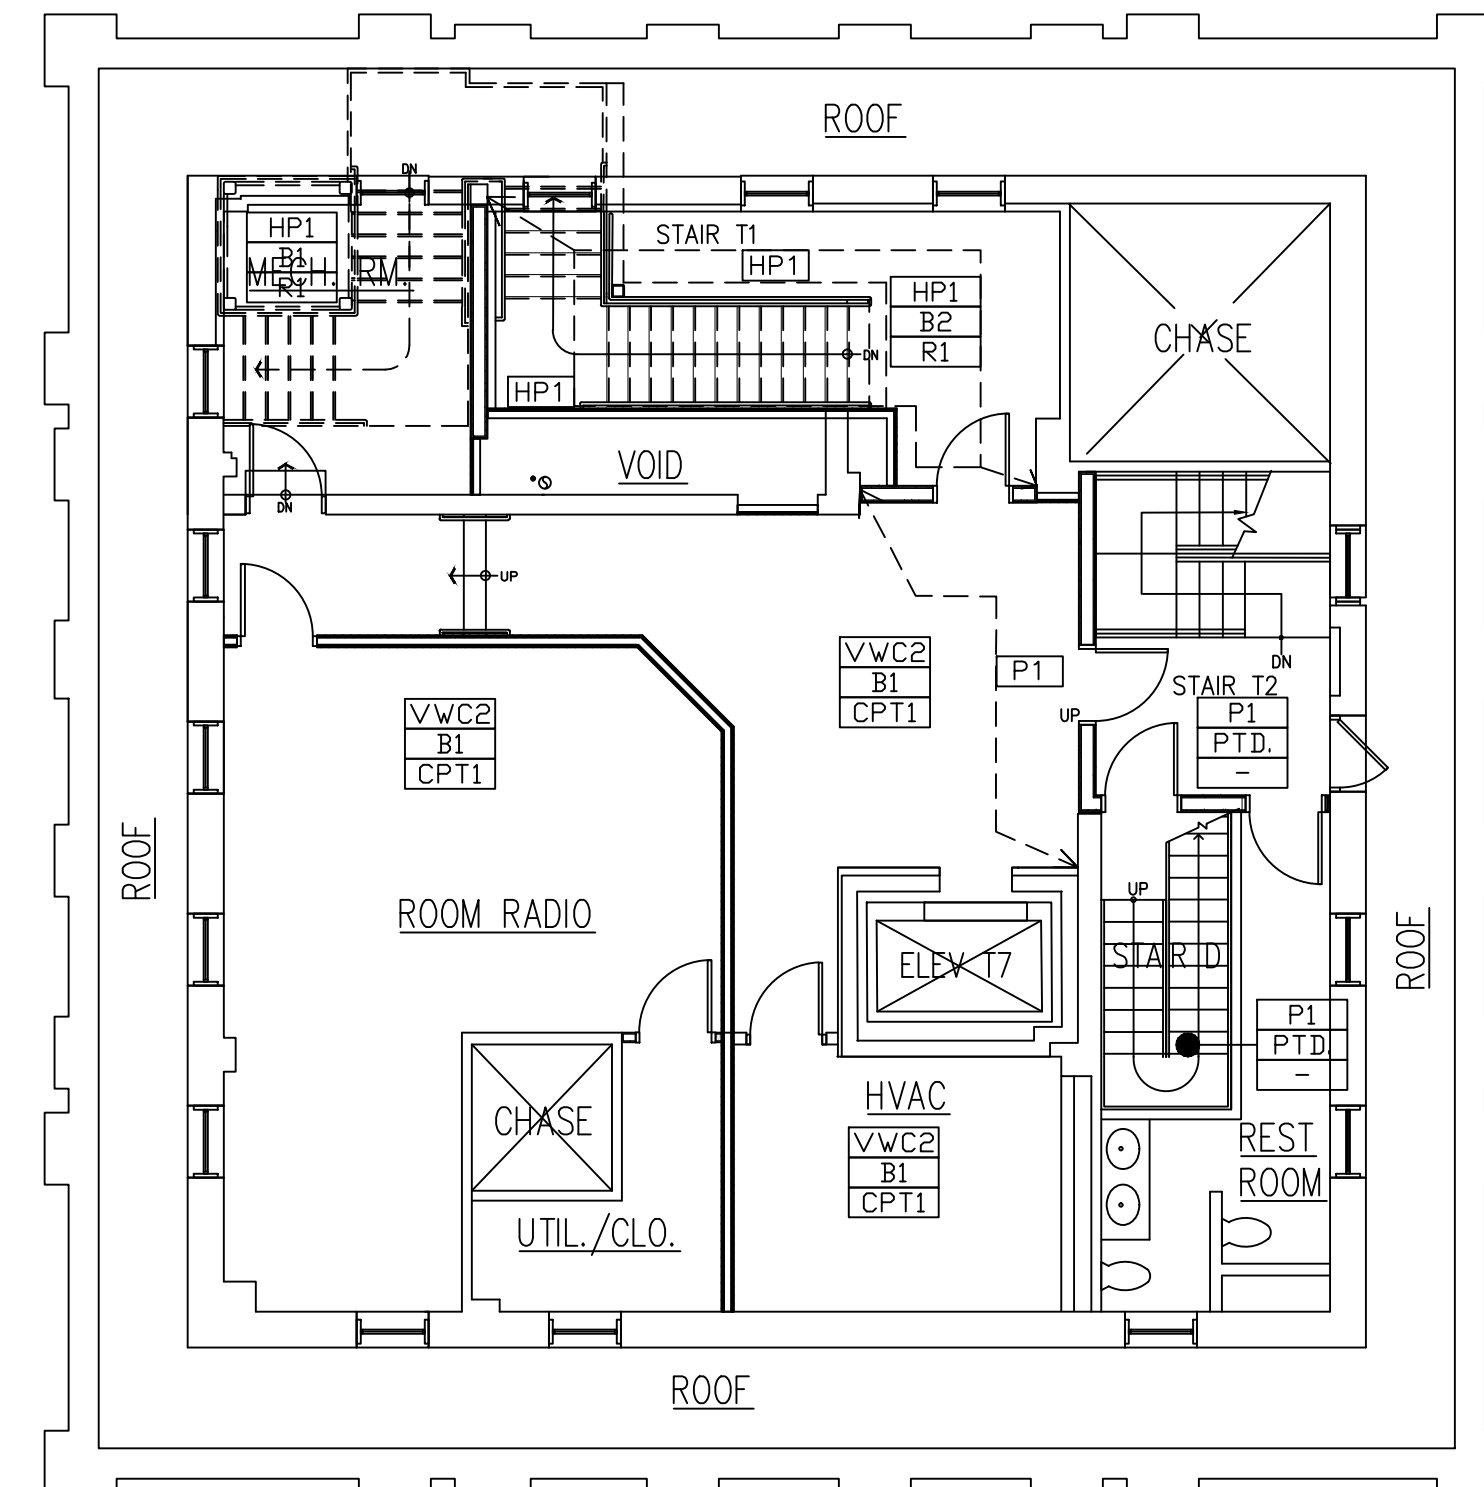 ROOF
DN
STAIR T1
HP1
HP1
B1
R1
MECH. RM.
HP1
B2
R1
CHASE
DN
HP1
VOID
DN
UP
VWC2
B1
CPT1
P1
DN
STAIR T2
UP
P1
PTD.
-
VWC2
B1
CPT1
ROOF
ROOM RADIO
UP
ELEV T7
STAIR D
ROOF
P1
PTD.
-
CHASE
HVAC
VWC2
B1
CPT1
REST
ROOM
UTIL./CLO.
ROOF